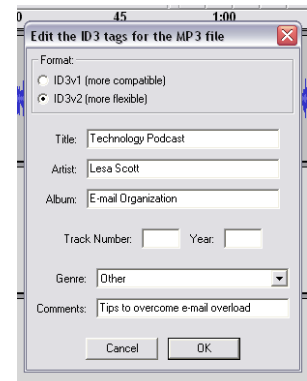 0 45 1:00
Edit the ID3 tags for the MP3 file
Format:
ID3v1 (more compatible)
ID3v2 (more flexible)
Title: Technology Podcast
Artist: Lesa Scott
Album: E-mail Organization
Track Number: Year:
Genre: Other
Comments: Tips to overcome e-mail overload
Cancel OK